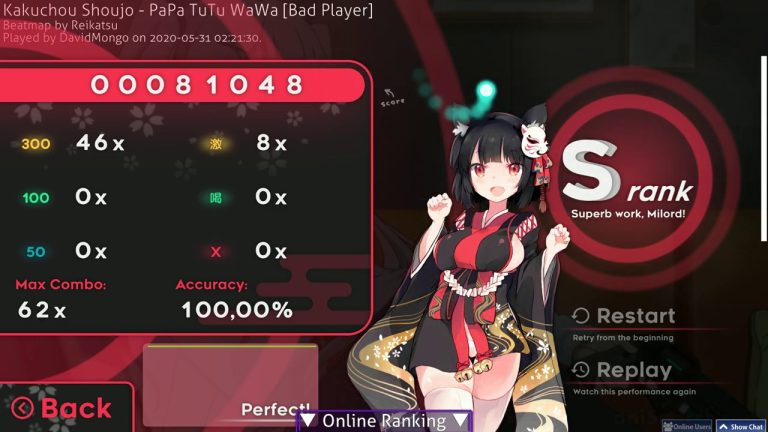 Kakuchou Shoujo - PaPa TuTu WaWa [Bad Player]
Beatmap by Reikatsu
Played by DavidMongo on 2020-05-31 02:21:30.
00081048
score
300 46x 激 8x
100 0x 喝 0x
50 0x X 0x
Max Combo: Accuracy:
62x 100,00%
S rank
Superb work, Milord!
Restart
Retry from the beginning
Replay
Watch this performance again
Back
Perfect!
▼ Online Ranking ▼
Online Users
Show Chat